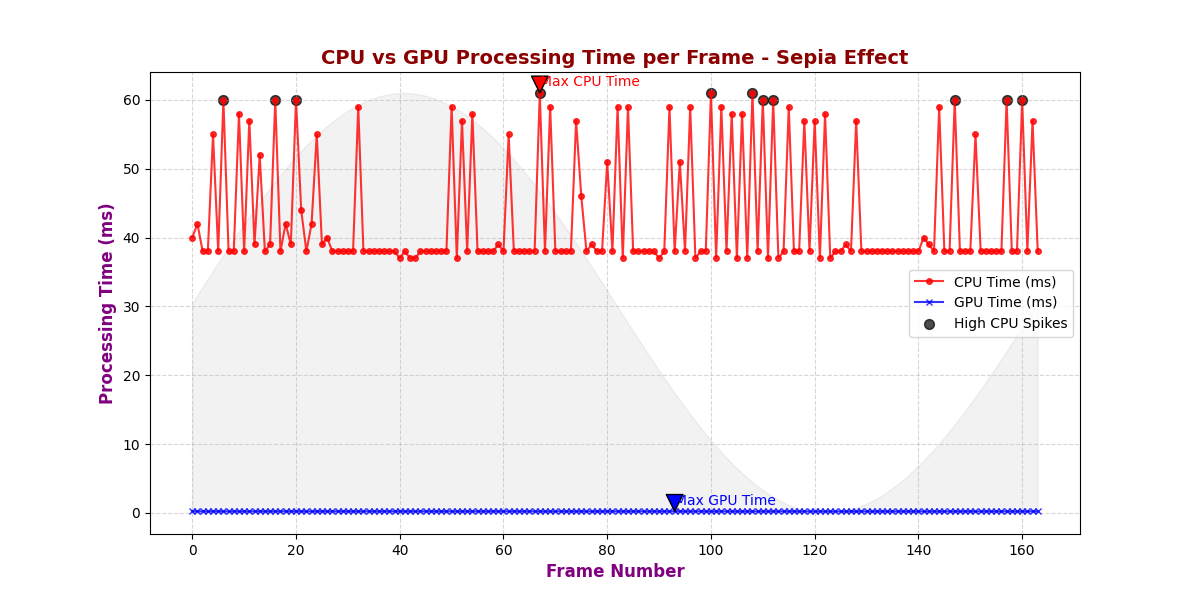 CPU vs GPU Processing Time per Frame - Sepia Effect
Max CPU Time
Processing Time (ms)
60
50
40
30
20
10
0
CPU Time (ms)
GPU Time (ms)
High CPU Spikes
Max GPU Time
0 20 40 60 80 100 120 140 160
Frame Number